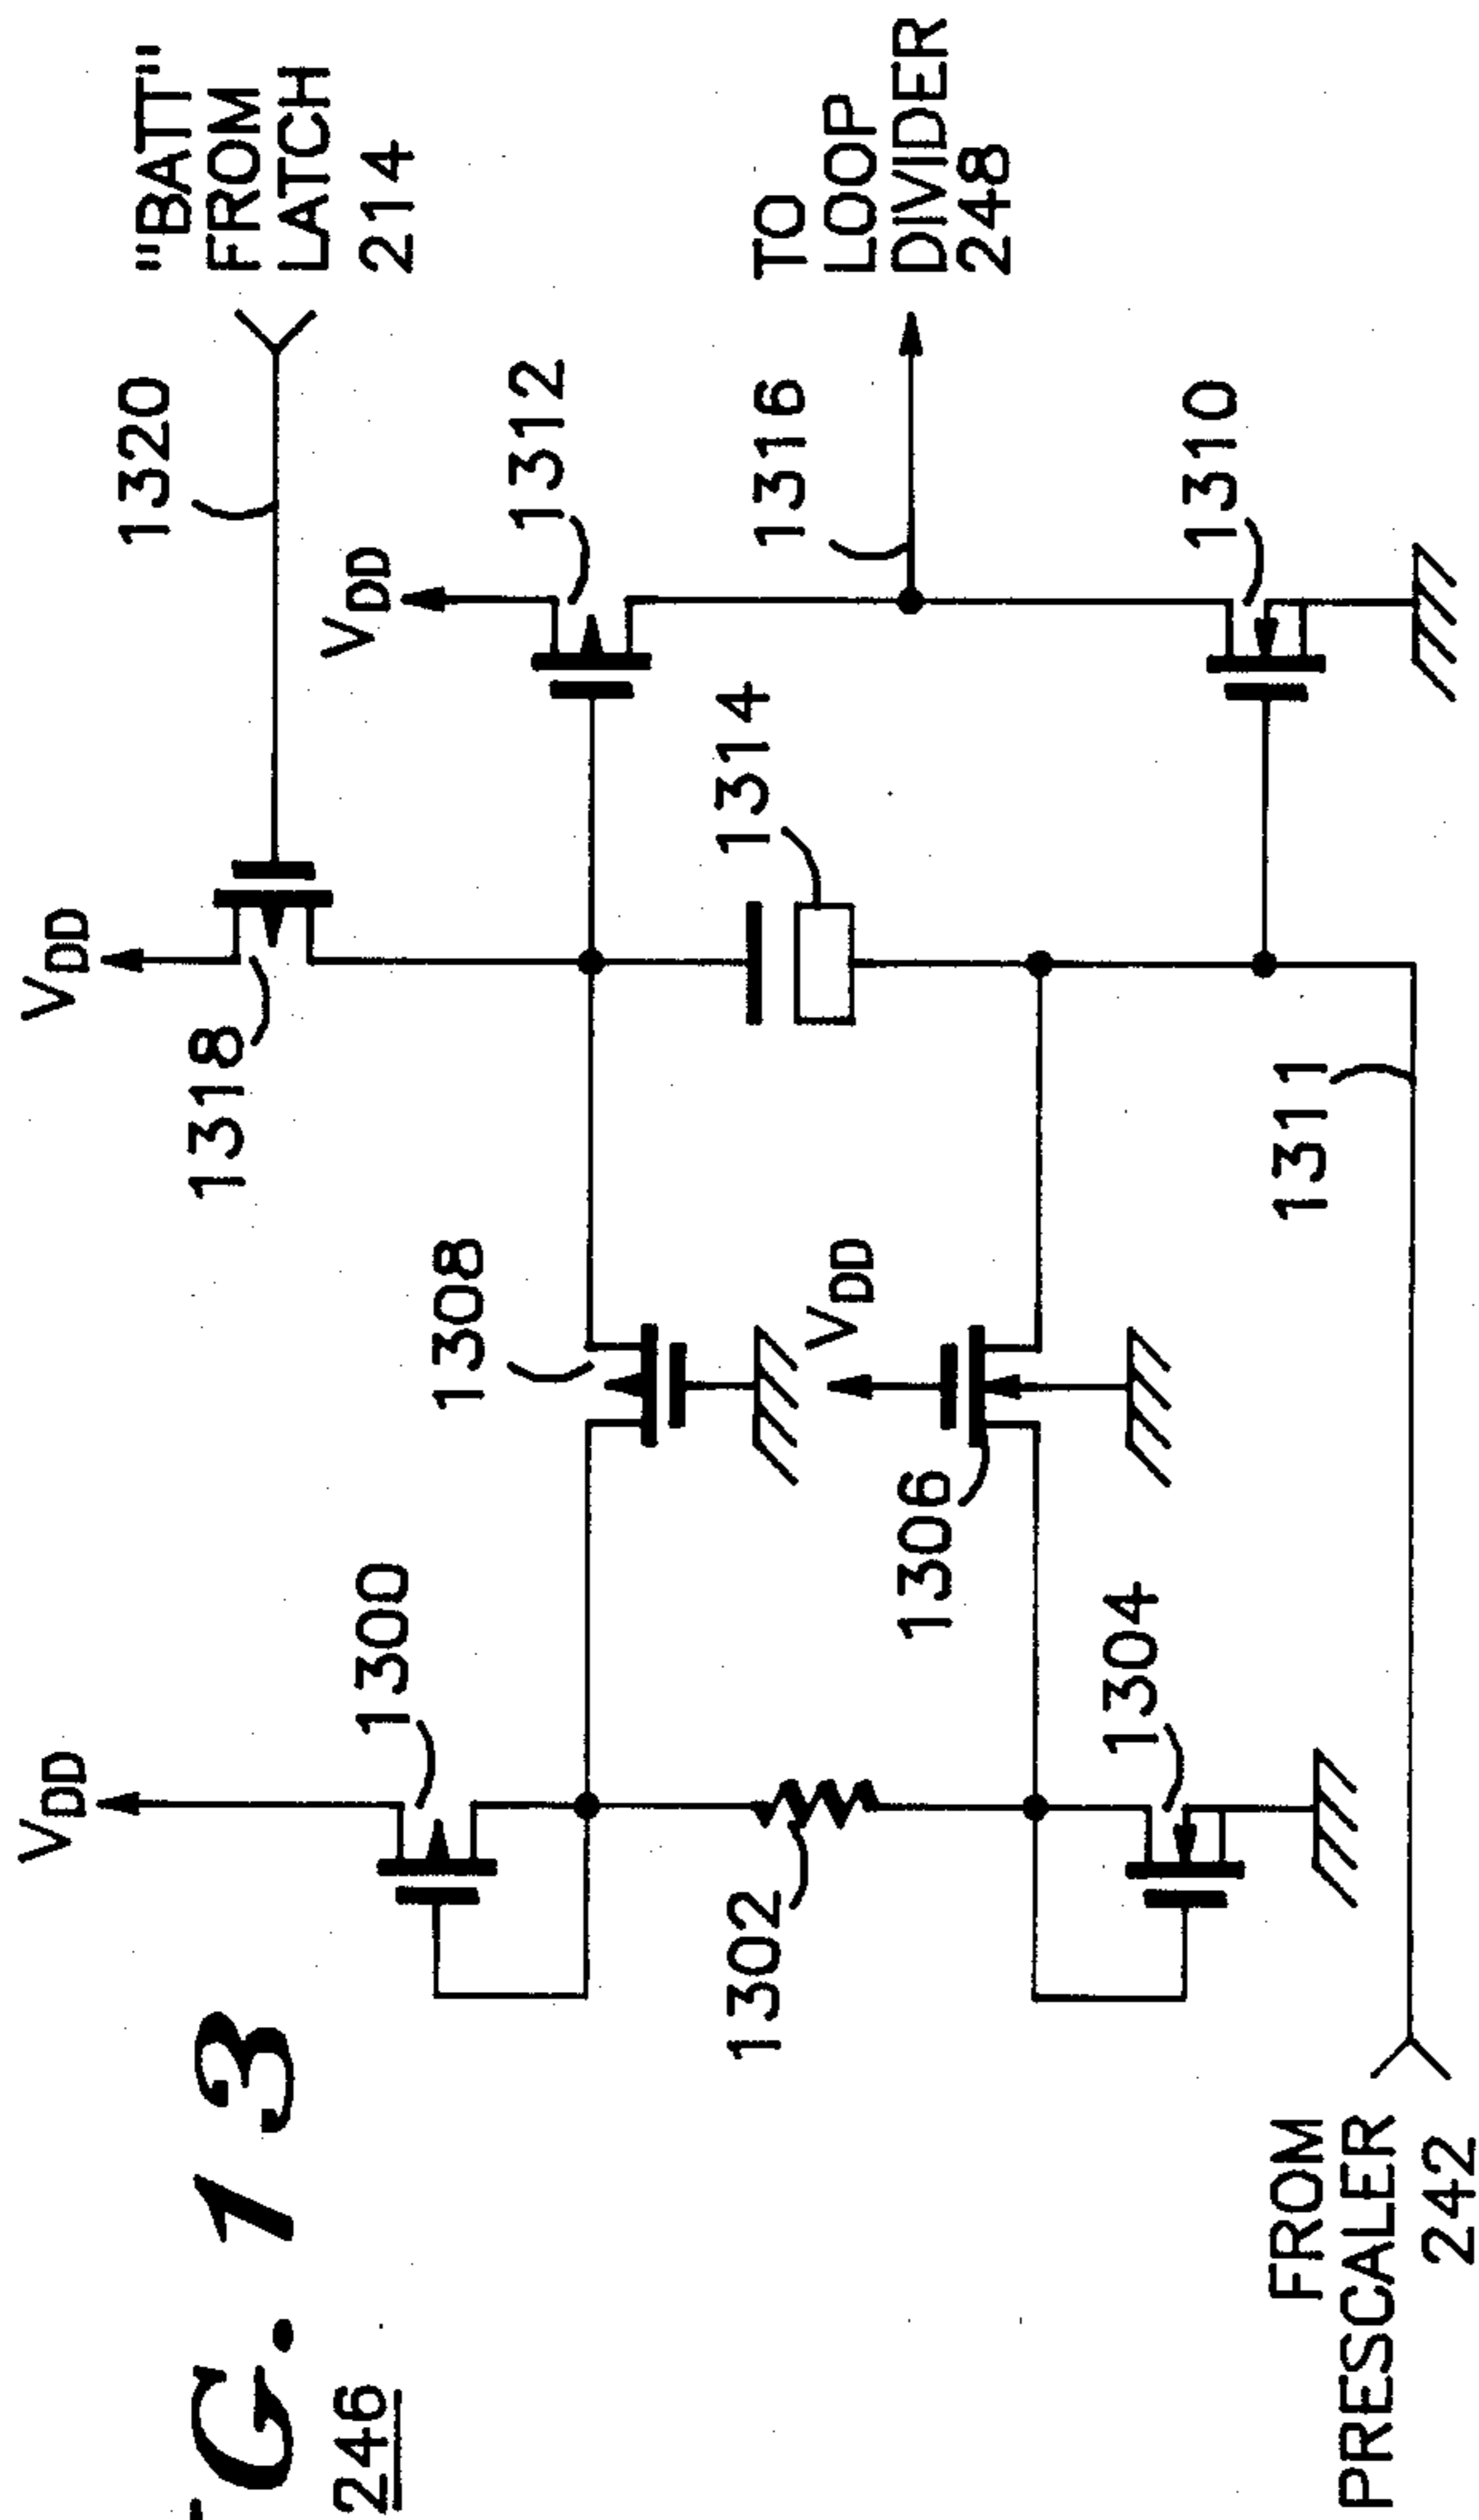 FIG. 13
246
VDD
1300
1302
1304
1306
VDD
1308
VDD
1318
1320
"BATT"
FROM
LATCH
214
VDD
1312
1314
1316
TO
LOOP
DIVIDER
248
1310
1311
FROM
PRESCALER
242